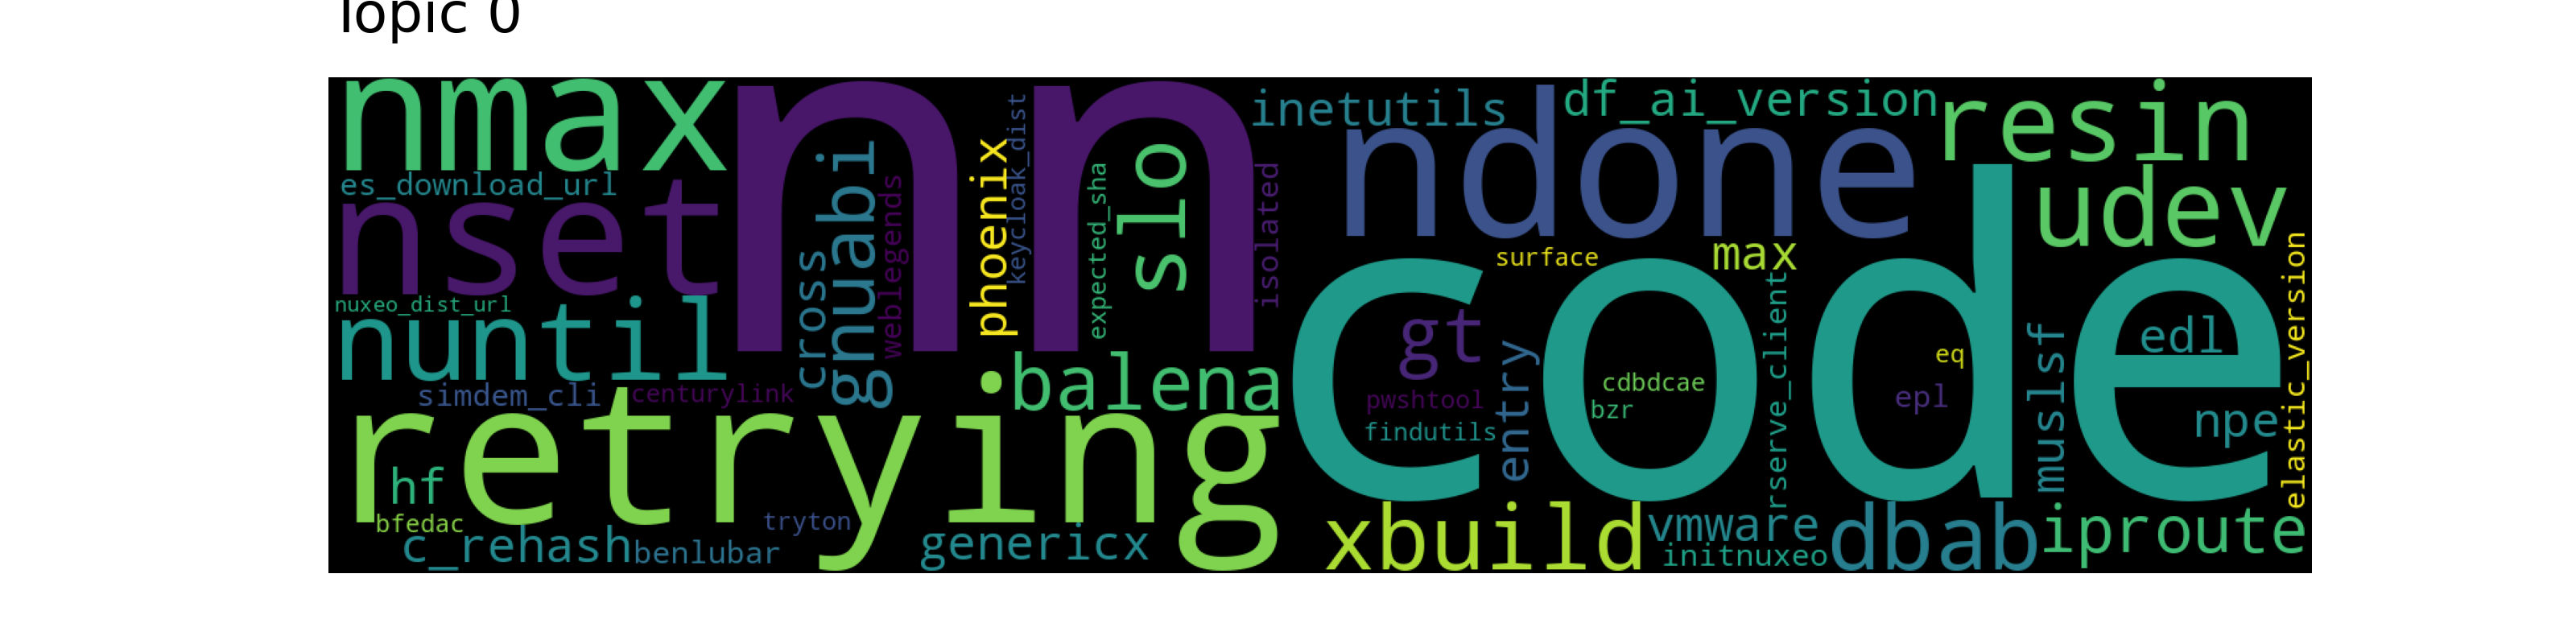 Topic 0
nmax
nn
inetutils
ndone
df_ai_version
resin
es_download_url
nset
cross
gnuabi
weblegends
phoenix
keycloak_dist
expected_sha
slo
isolated
surface
max
udev
nuxeo_dist_url
nuntil
code
gt
entry
cdbdcae
bzr
rserve_client
eq
epl
muslsf
edl
npe
elastic_version
simdem_cli
centurylink
balena
pwshtool
findutils
retrying
hf
bfedac
tryton
c_rehash
benlubar
genericx
xbuild
vmware
initnuxeo
dbab
iproute